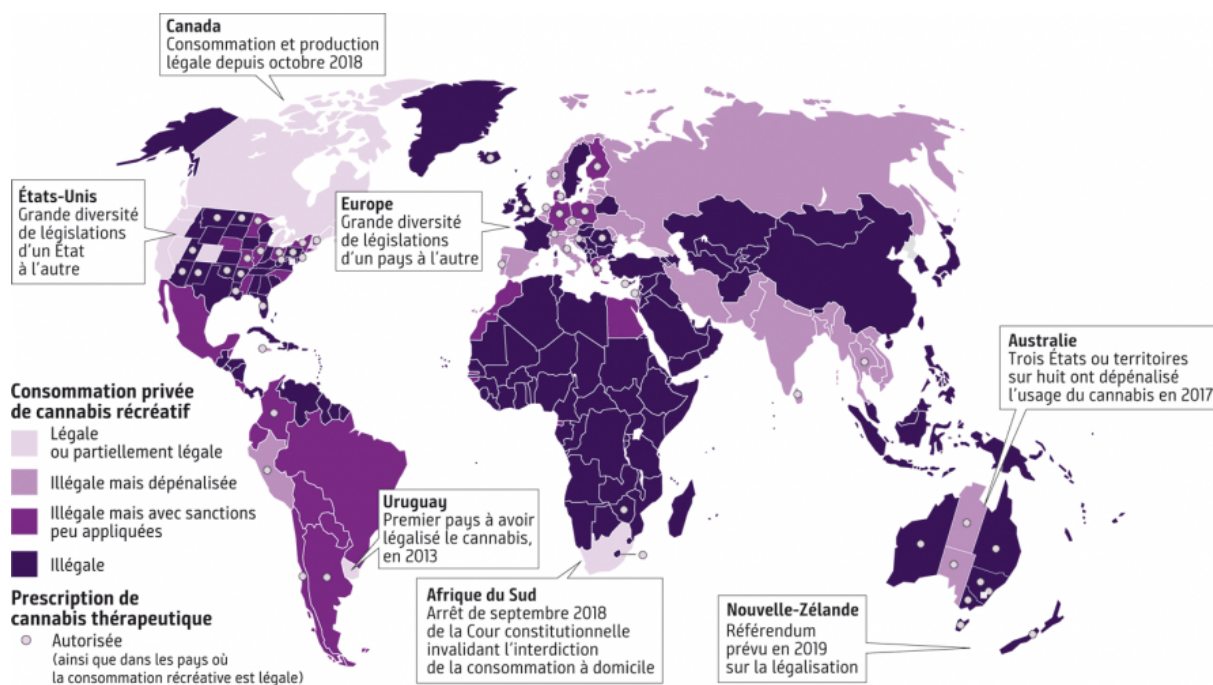 Canada
Consommation et production
légale depuis octobre 2018
États-Unis
Grande diversité
de législations
d'un État
à l'autre
Europe
Grande diversité
de législations
d'un pays à l'autre
Australie
Trois États ou territoires
sur huit ont dépénalisé
l'usage du cannabis en 2017
Consommation privée
de cannabis récréatif
Légale
ou partiellement légale
Illégale mais dépénalisée
Illégale mais avec sanctions
peu appliquées
Illégale
Prescription de
cannabis thérapeutique
Autorisée
(ainsi que dans les pays où
la consommation récréative est légale)
Uruguay
Premier pays à avoir
légalisé le cannabis,
en 2013
Afrique du Sud
Arrêt de septembre 2018
de la Cour constitutionnelle
invalidant l'interdiction
de la consommation à domicile
Nouvelle-Zélande
Référendum
prévu en 2019
sur la légalisation